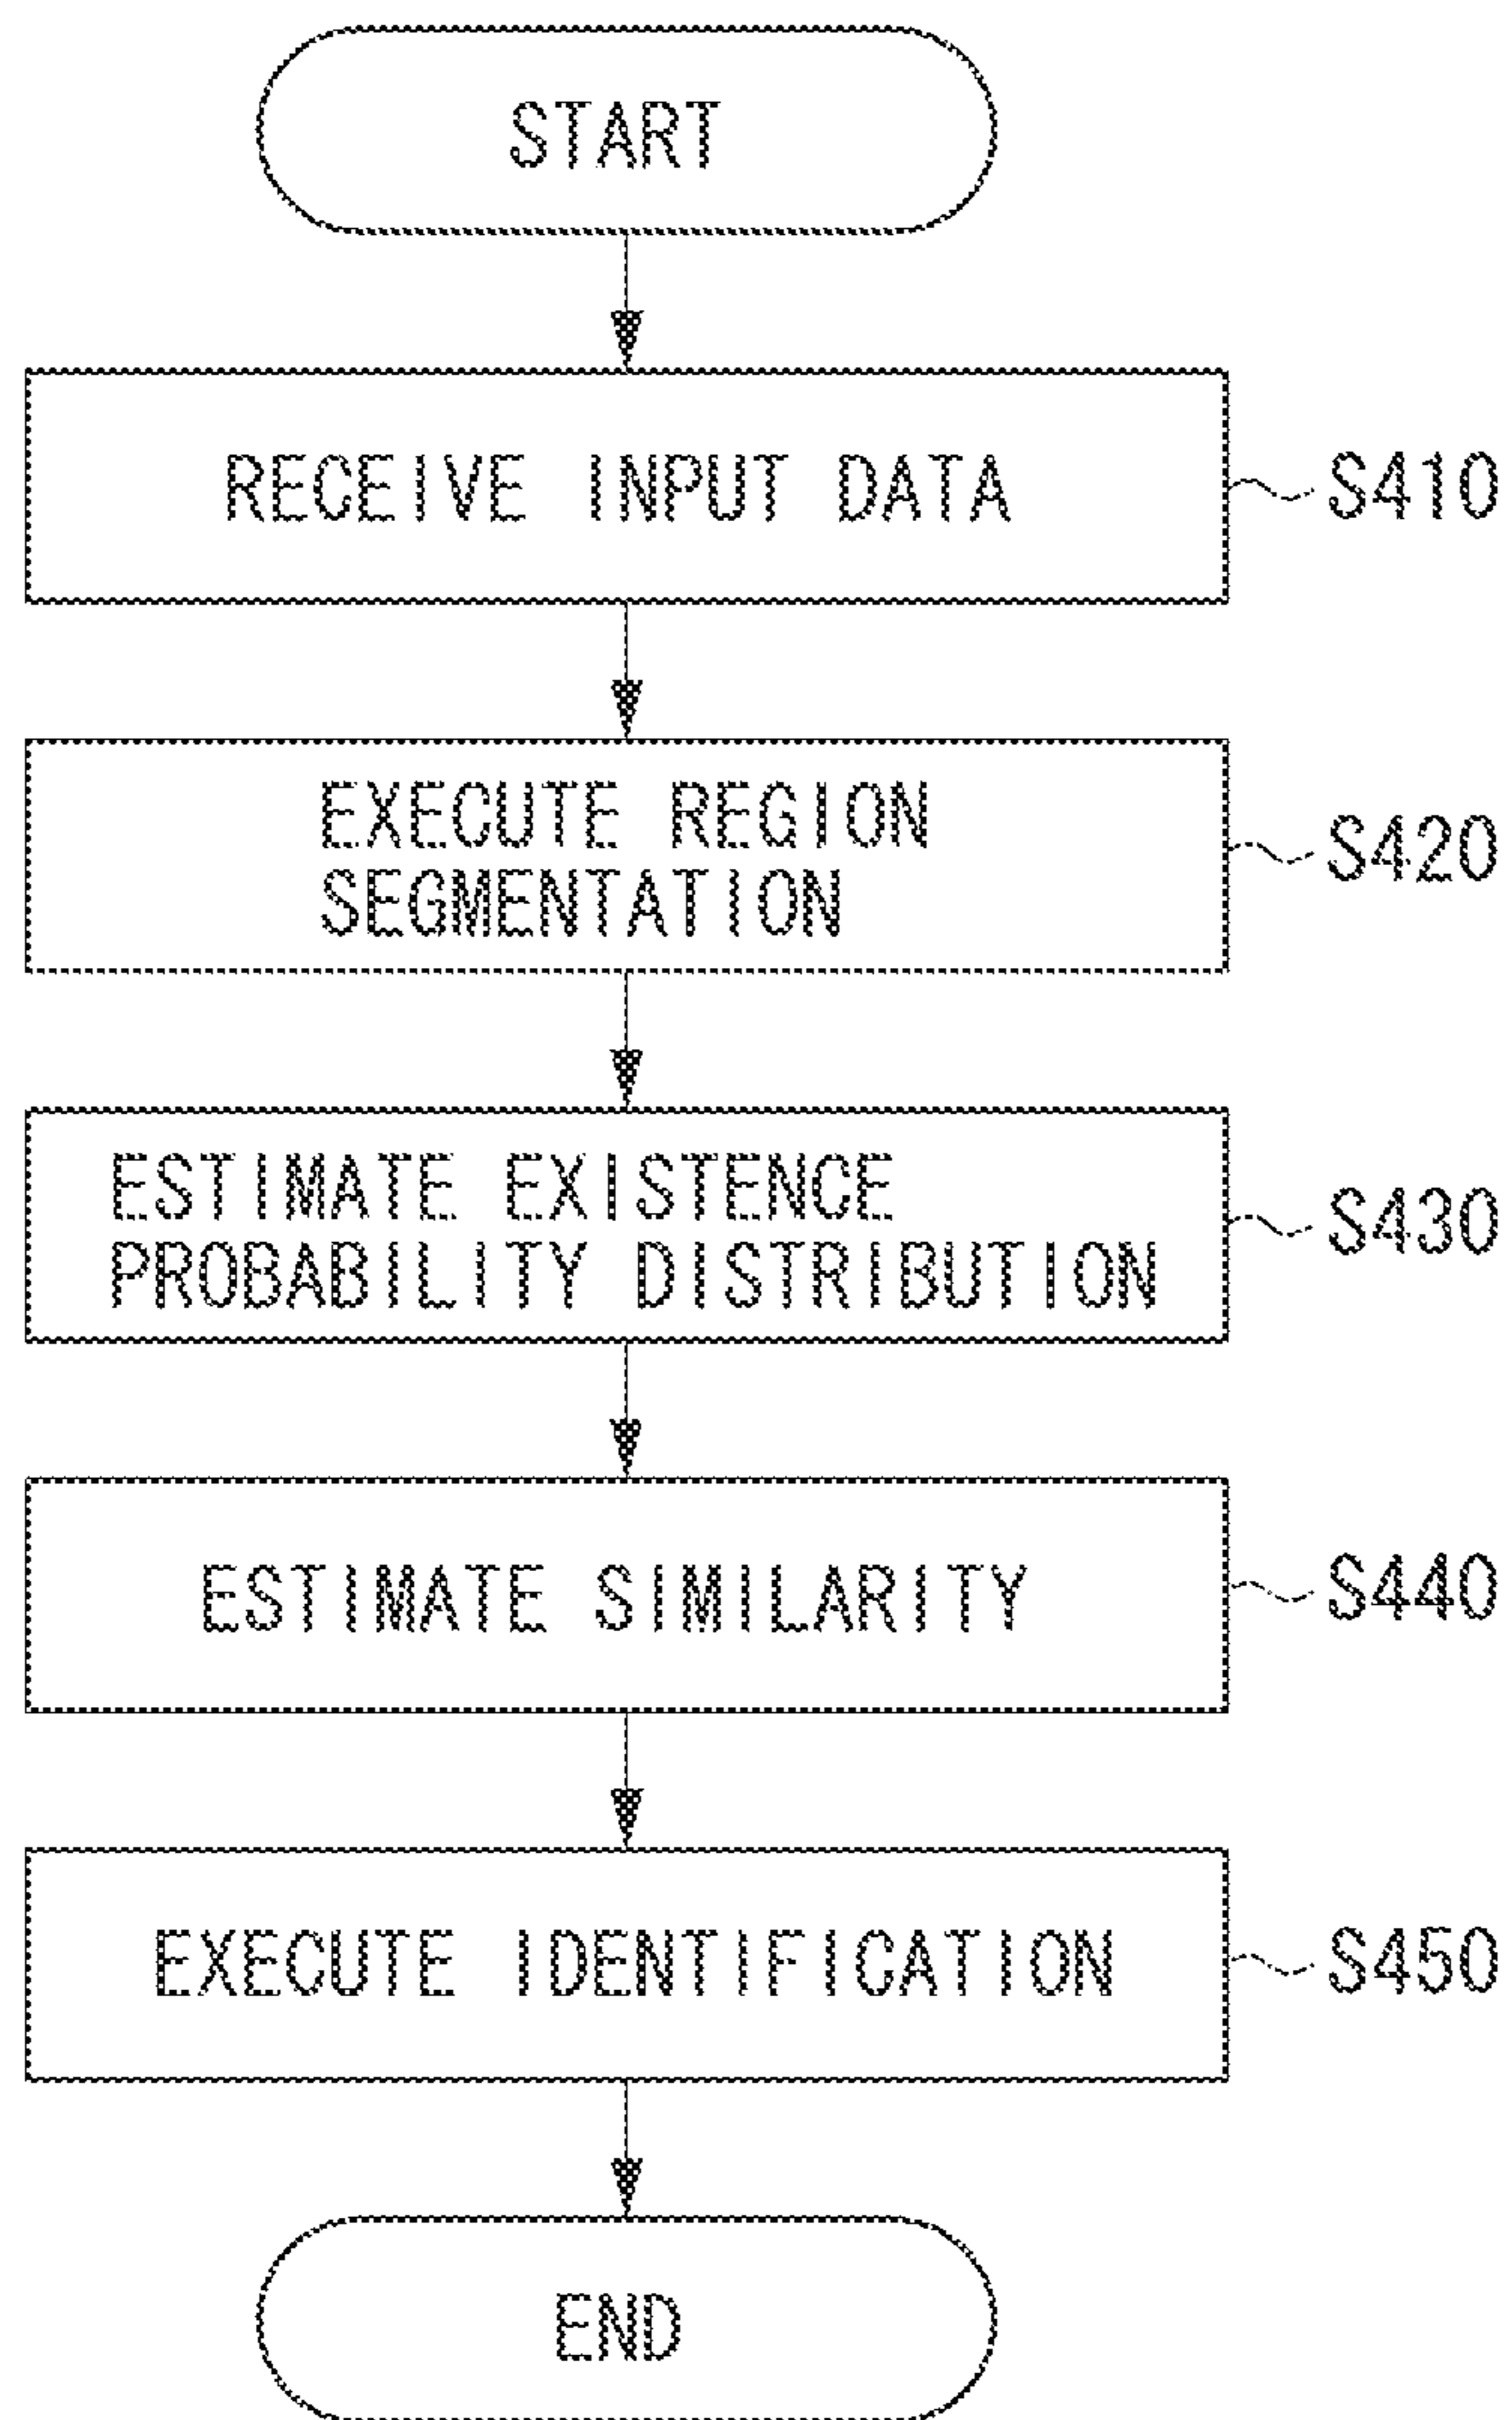 START
RECEIVE INPUT DATA
S410
EXECUTE REGION
SEGMENTATION
S420
ESTIMATE EXISTENCE
PROBABILITY DISTRIBUTION
S430
ESTIMATE SIMILARITY
S440
EXECUTE IDENTIFICATION
S450
END